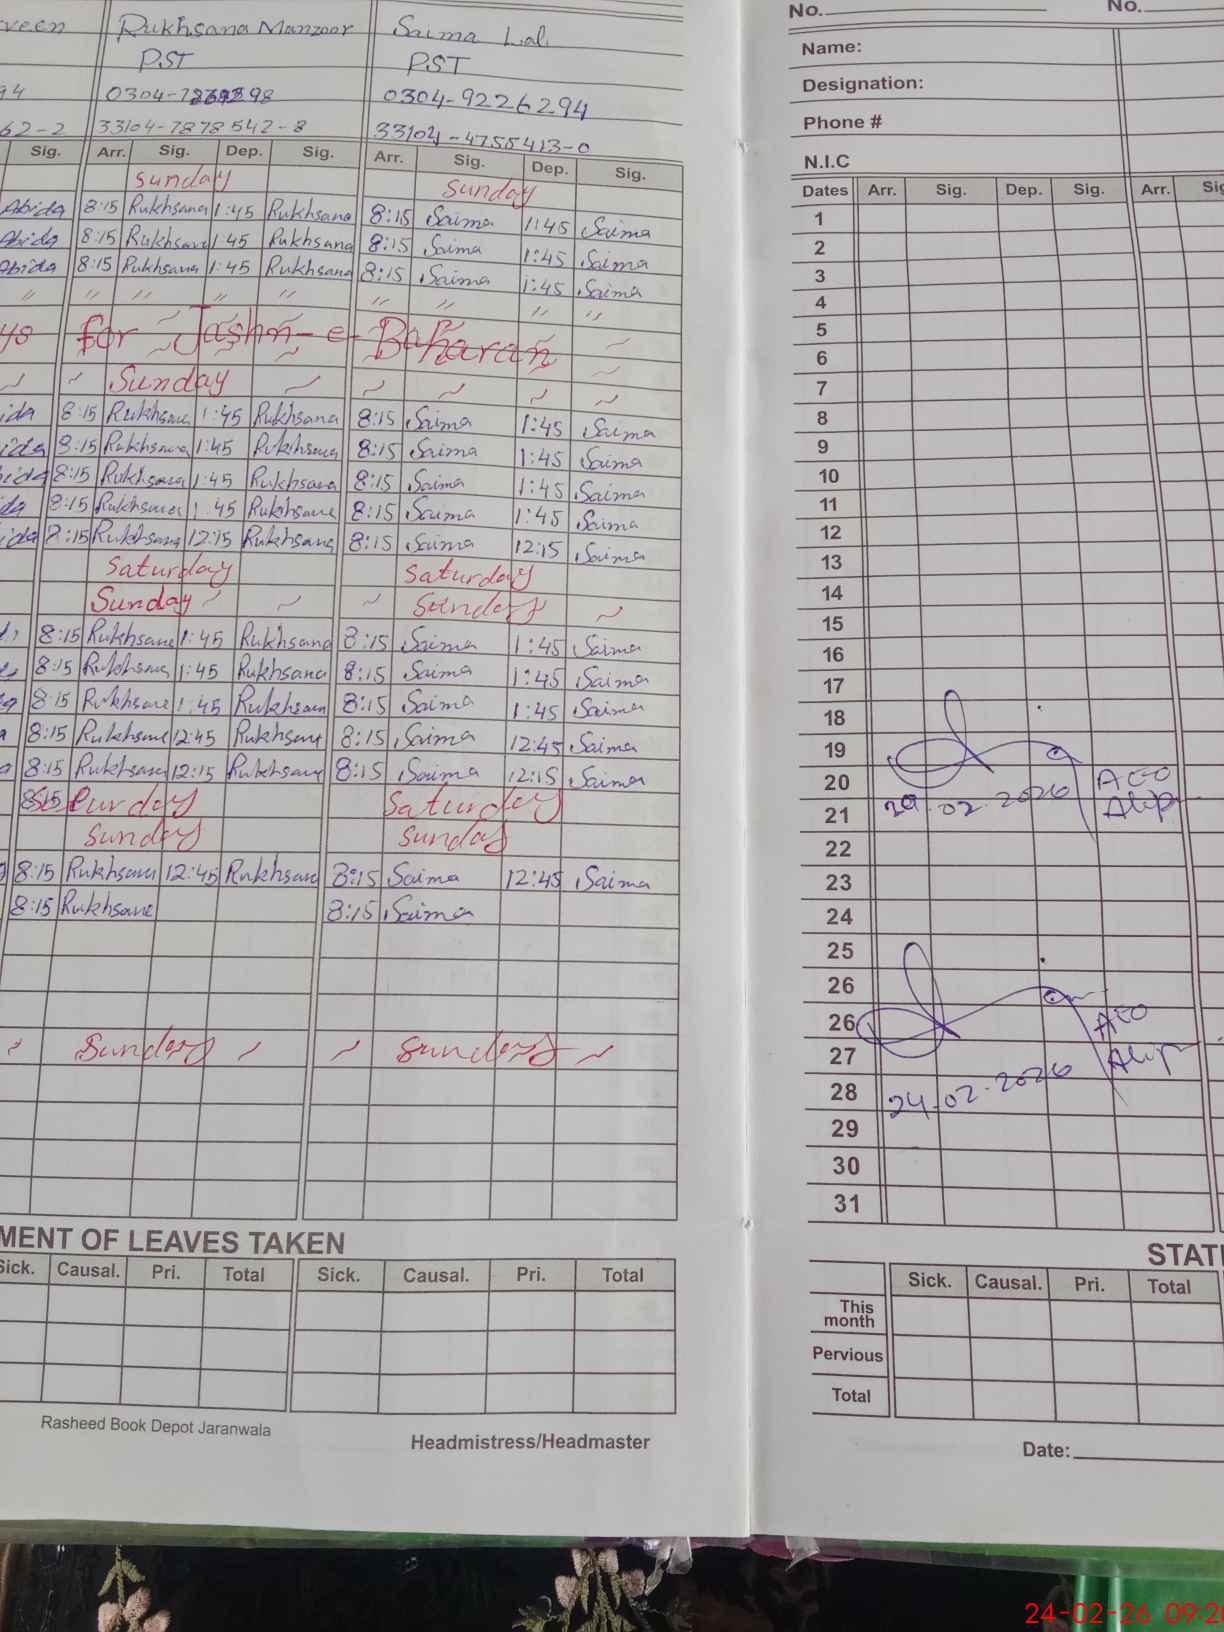 veen Rukhsana Manzoor Saima Lal
PST PST
94 0304-9226294
62-2 33104-7878542-8 33104-4755413-0
Sig. Arr. Sig. Dep. Sig. Arr. Sig. Dep. Sig.
Sunday Sunday
Abida 8:15 Rukhsana 1:45 Rukhsana 8:15 Saima 1:45 Saima
Abida 8:15 Rukhsana 1:45 Rukhsana 8:15 Saima 1:45 Saima
Abida 8:15 Rukhsana 1:45 Rukhsana 8:15 Saima 1:45 Saima
" " " " " " " " "
ys for Jashn-e-Baharan
Sunday
ida 8:15 Rukhsana 1:45 Rukhsana 8:15 Saima 1:45 Saima
ida 8:15 Rukhsana 1:45 Rukhsana 8:15 Saima 1:45 Saima
bida 8:15 Rukhsana 1:45 Rukhsana 8:15 Saima 1:45 Saima
ida 8:15 Rukhsana 1:45 Rukhsana 8:15 Saima 1:45 Saima
ida 8:15 Rukhsana 12:15 Rukhsana 8:15 Saima 12:15 Saima
Saturday Saturday
Sunday Sunday
8:15 Rukhsana 1:45 Rukhsana 8:15 Saima 1:45 Saima
8:15 Rukhsana 1:45 Rukhsana 8:15 Saima 1:45 Saima
8:15 Rukhsana 1:45 Rukhsana 8:15 Saima 1:45 Saima
a 8:15 Rukhsana 12:45 Rukhsana 8:15 Saima 12:45 Saima
a 8:15 Rukhsana 12:15 Rukhsana 8:15 Saima 12:15 Saima
Saturday Saturday
Sunday Sunday
8:15 Rukhsana 12:45 Rukhsana 8:15 Saima 12:45 Saima
8:15 Rukhsana 8:15 Saima
Sunday Sunday
MENT OF LEAVES TAKEN
Sick. Causal. Pri. Total Sick. Causal. Pri. Total
Rasheed Book Depot Jaranwala
Headmistress/Headmaster
No. No.
Name:
Designation:
Phone #
N.I.C
Dates Arr. Sig. Dep. Sig. Arr. Sig
1
2
3
4
5
6
7
8
9
10
11
12
13
14
15
16
17
18
19
20 AEO
21 02.2026
22
23
24
25
26
26 AEO
27
28 24.02.2026
29
30
31
STAT
Sick. Causal. Pri. Total
This month
Pervious
Total
Date:
24-02-26 09:2